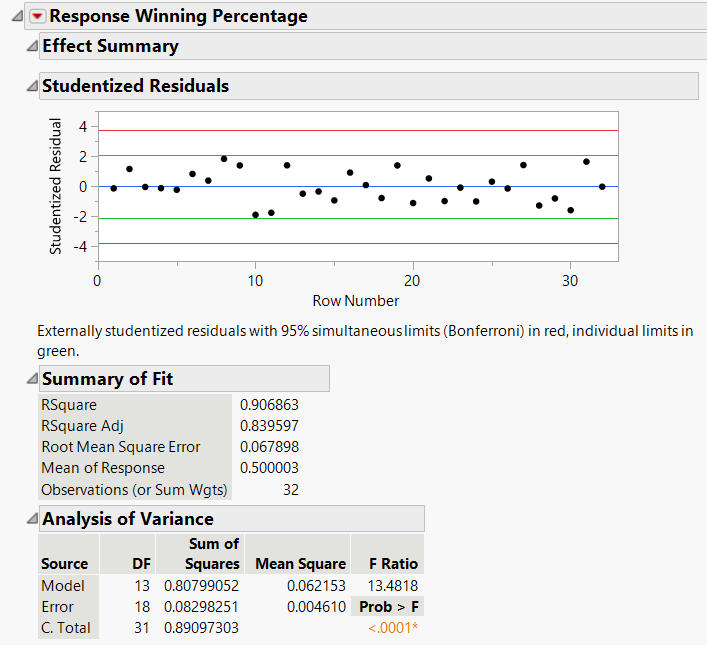 Response Winning Percentage
Effect Summary
Studentized Residuals
Studentized Residual
4
2
0
-2
-4
0 10 20 30
Row Number
Externally studentized residuals with 95% simultaneous limits (Bonferroni) in red, individual limits in
green.
Summary of Fit
RSquare 0.906863
RSquare Adj 0.839597
Root Mean Square Error 0.067898
Mean of Response 0.500003
Observations (or Sum Wgts) 32
Analysis of Variance
Sum of
Source DF Squares Mean Square F Ratio
Model 13 0.80799052 0.062153 13.4818
Error 18 0.08298251 0.004610 Prob > F
C. Total 31 0.89097303 <.0001*